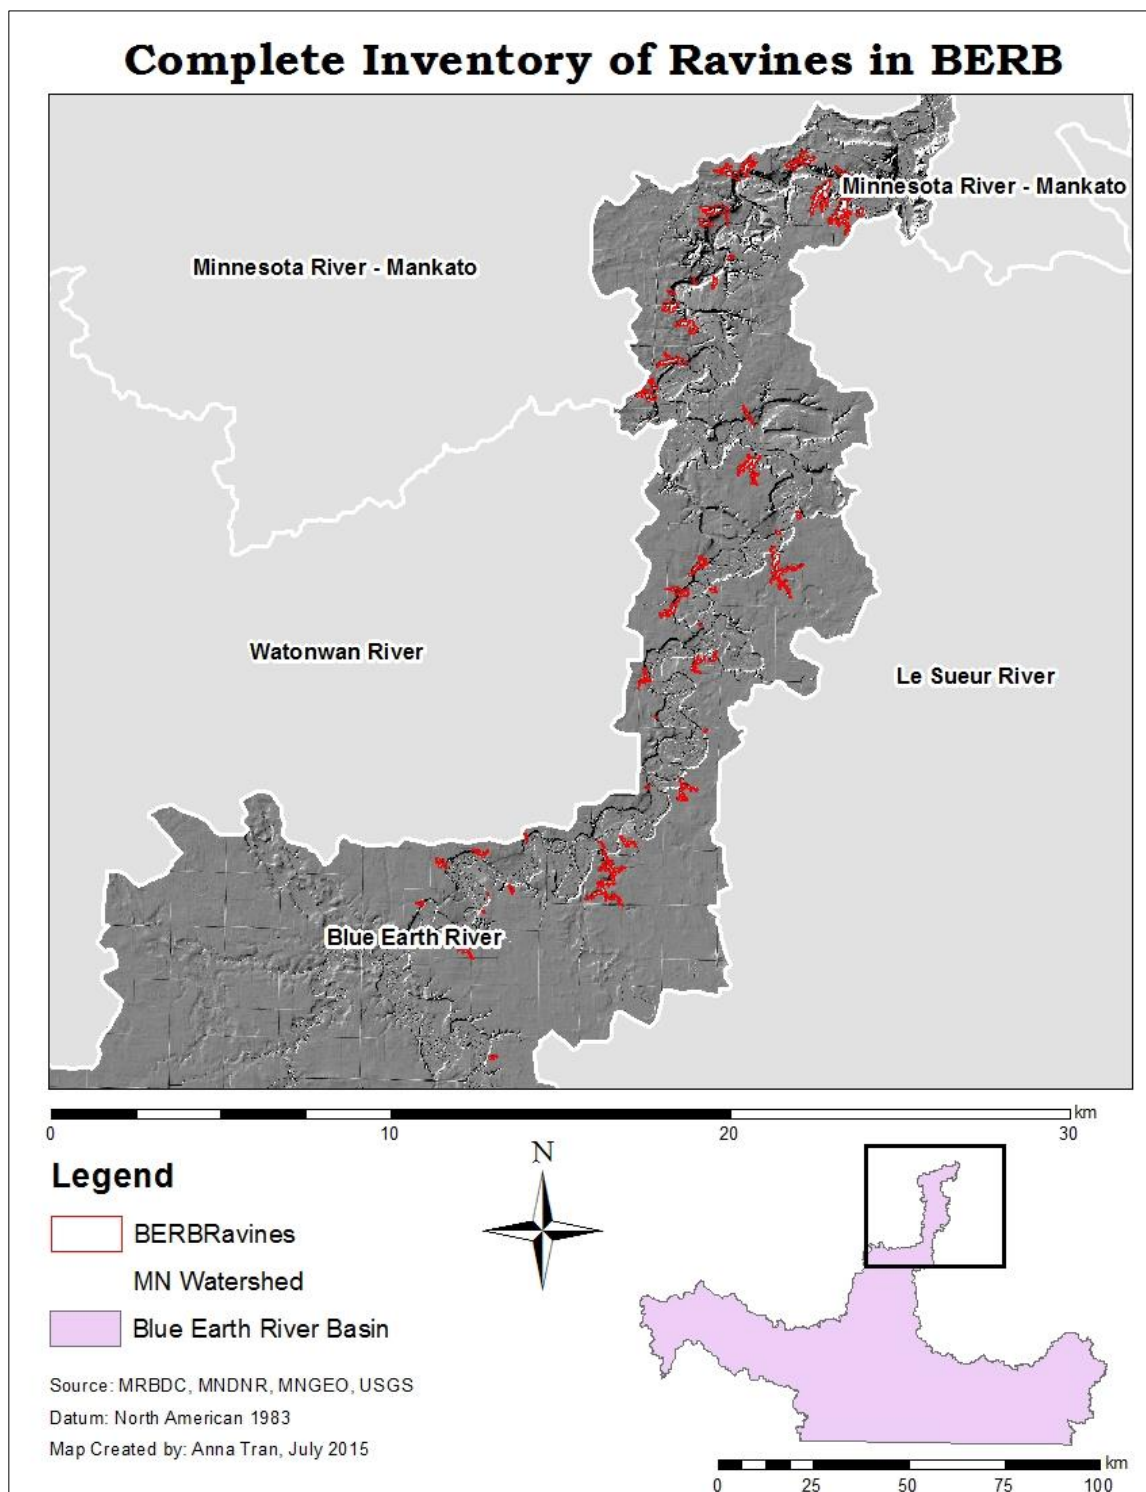 Complete Inventory of Ravines in BERB
Minnesota River - Mankato
Minnesota River - Mankato
Watonwan River
Le Sueur River
Blue Earth River
km
0 10 20 30
Legend
N
BERBRavines
MN Watershed
Blue Earth River Basin
Source: MRBDC, MNDNR, MNGEO, USGS
Datum: North American 1983
Map Created by: Anna Tran, July 2015
km
0 25 50 75 100